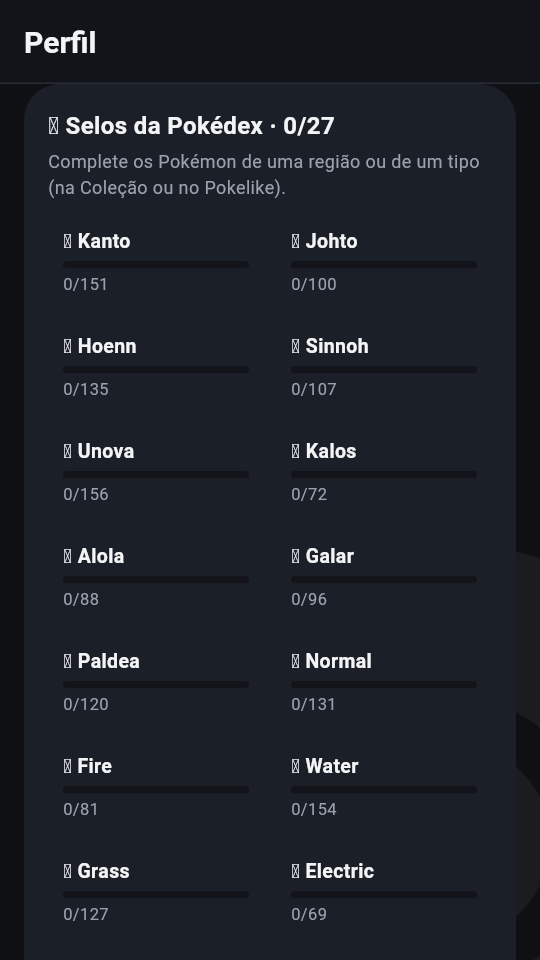 Perfil
Selos da Pokédex · 0/27
Complete os Pokémon de uma região ou de um tipo
(na Coleção ou no Pokelike).
Kanto
0/151
Johto
0/100
Hoenn
0/135
Sinnoh
0/107
Unova
0/156
Kalos
0/72
Alola
0/88
Galar
0/96
Paldea
0/120
Normal
0/131
Fire
0/81
Water
0/154
Grass
0/127
Electric
0/69